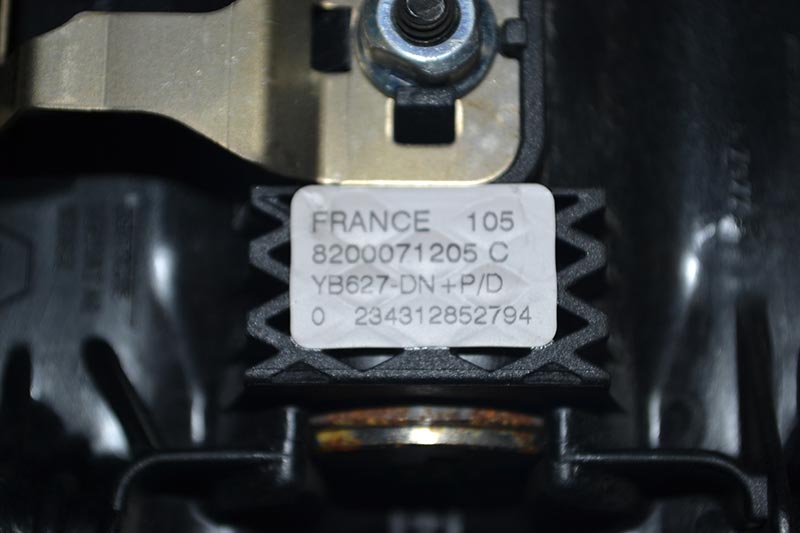 FRANCE 105
8200071205 C
YB627-DN+P/D
0 234312852794